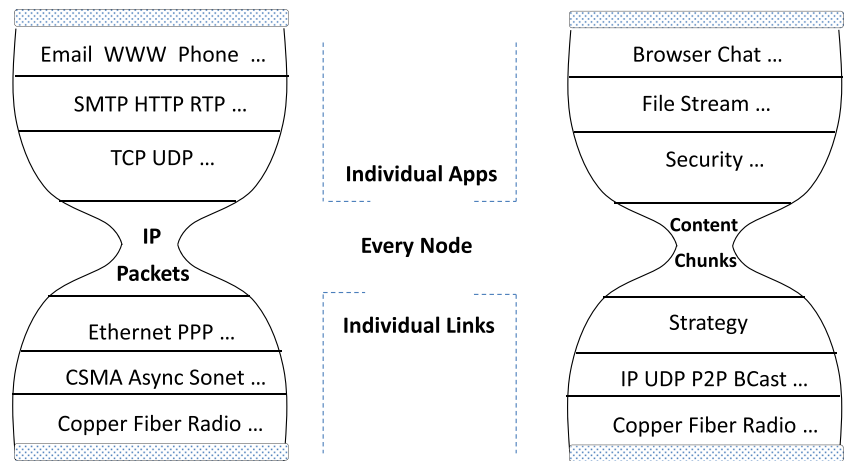 Email WWW Phone ...
SMTP HTTP RTP ...
TCP UDP ...
IP
Packets
Ethernet PPP ...
CSMA Async Sonet ...
Copper Fiber Radio ...
Individual Apps
Every Node
Individual Links
Browser Chat ...
File Stream ...
Security ...
Content
Chunks
Strategy
IP UDP P2P BCast ...
Copper Fiber Radio ...